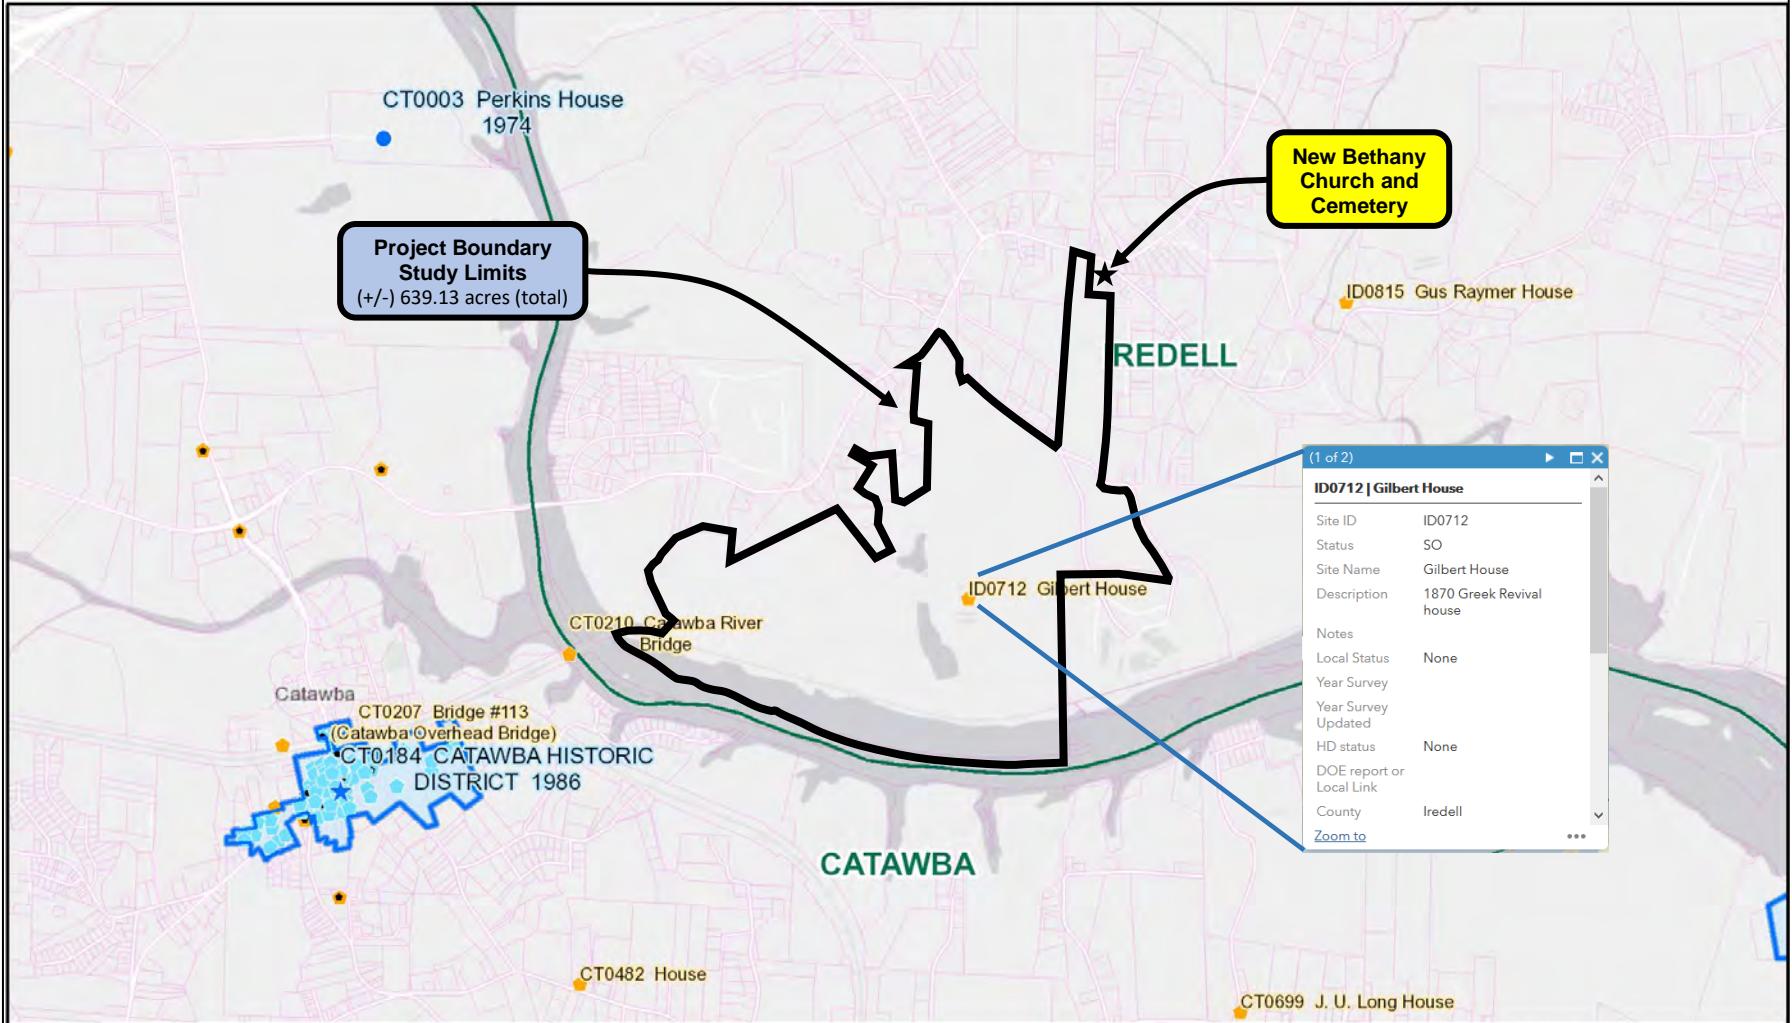 CT0003 Perkins House
1974
New Bethany
Church and
Cemetery
Project Boundary
Study Limits
(+/-) 639.13 acres (total)
ID0815 Gus Raymer House
REDELL
(1 of 2)
ID0712 | Gilbert House
Site ID ID0712
Status SO
Site Name Gilbert House
Description 1870 Greek Revival
house
Notes
Local Status None
Year Survey
Year Survey
Updated
HD status None
DOE report or
Local Link
County Iredell
Zoom to
ID0712 Gilbert House
CT0210 Catawba River
Bridge
Catawba
CT0207 Bridge #113
(Catawba Overhead Bridge)
CT0184 CATAWBA HISTORIC
DISTRICT 1986
CATAWBA
CT0482 House
CT0699 J. U. Long House